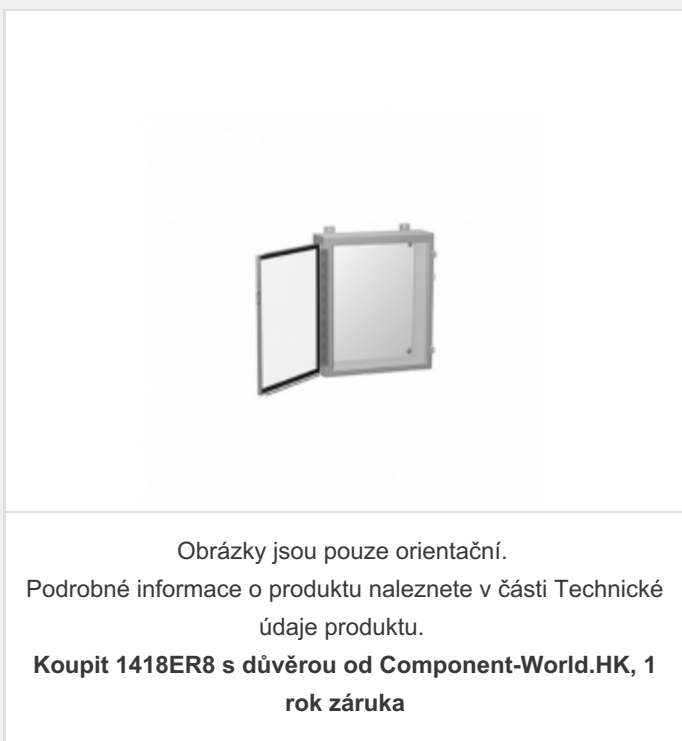 Obrázky jsou pouze orientační.
Podrobné informace o produktu naleznete v části Technické
údaje produktu.
Koupit 1418ER8 s důvěrou od Component-World.HK, 1
rok záruka